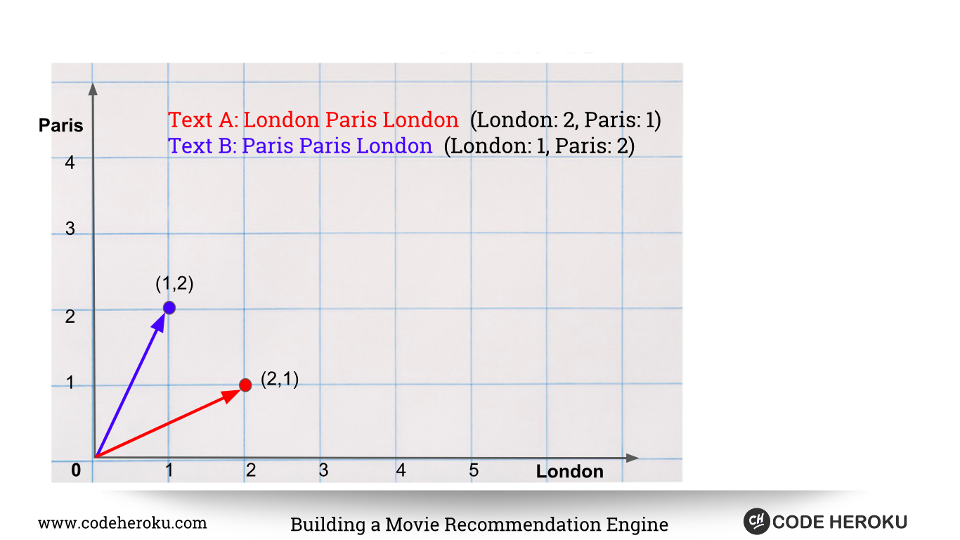 Paris
Text A: London Paris London (London: 2, Paris: 1)
Text B: Paris Paris London (London: 1, Paris: 2)
4
3
(1,2)
2
1
(2,1)
0 1 2 3 4 5 London
www.codeheroku.com Building a Movie Recommendation Engine CH CODE HEROKU